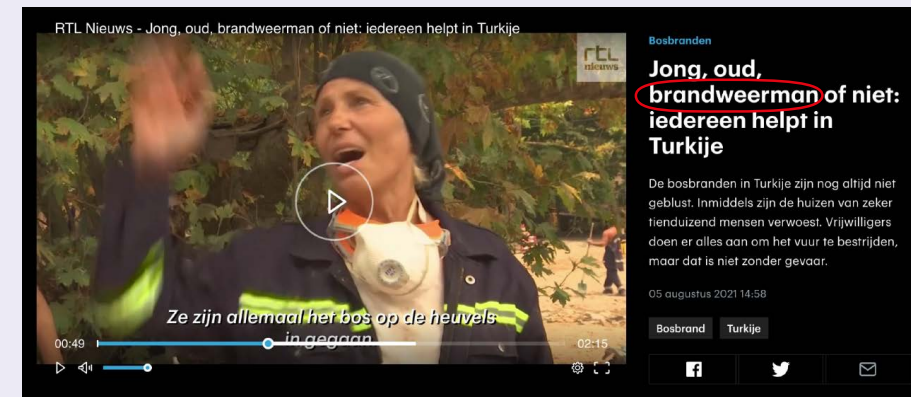 RTL Nieuws - Jong, oud, brandweerman of niet: iedereen helpt in Turkije
rtl
nieuws
Ze zijn allemaal het bos op de heuvels
in gegaan
00:49
02:15
Bosbranden
Jong, oud,
brandweerman of niet:
iedereen helpt in
Turkije
De bosbranden in Turkije zijn nog altijd niet
geblust. Inmiddels zijn de huizen van zeker
tienduizend mensen verwoest. Vrijwilligers
doen er alles aan om het vuur te bestrijden,
maar dat is niet zonder gevaar.
05 augustus 2021 14:58
Bosbrand Turkije